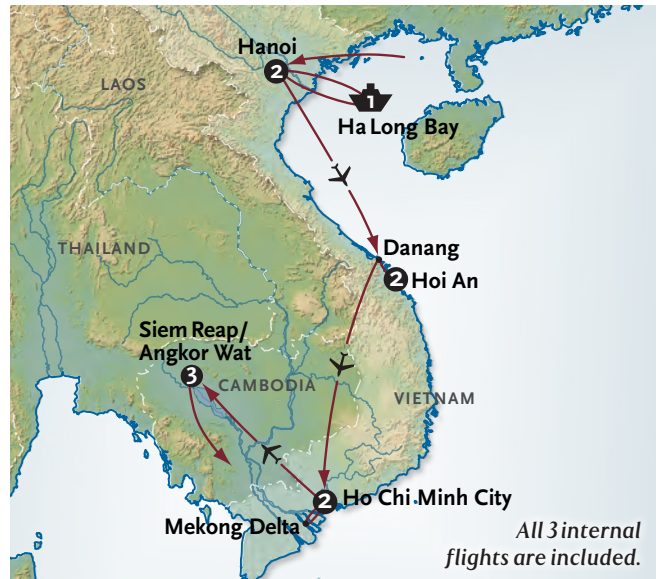 Hanoi
2
LAOS
1
Ha Long Bay
THAILAND
Danang
2 Hoi An
Siem Reap/
Angkor Wat
3
CAMBODIA
VIETNAM
2 Ho Chi Minh City
Mekong Delta
All 3 internal
flights are included.